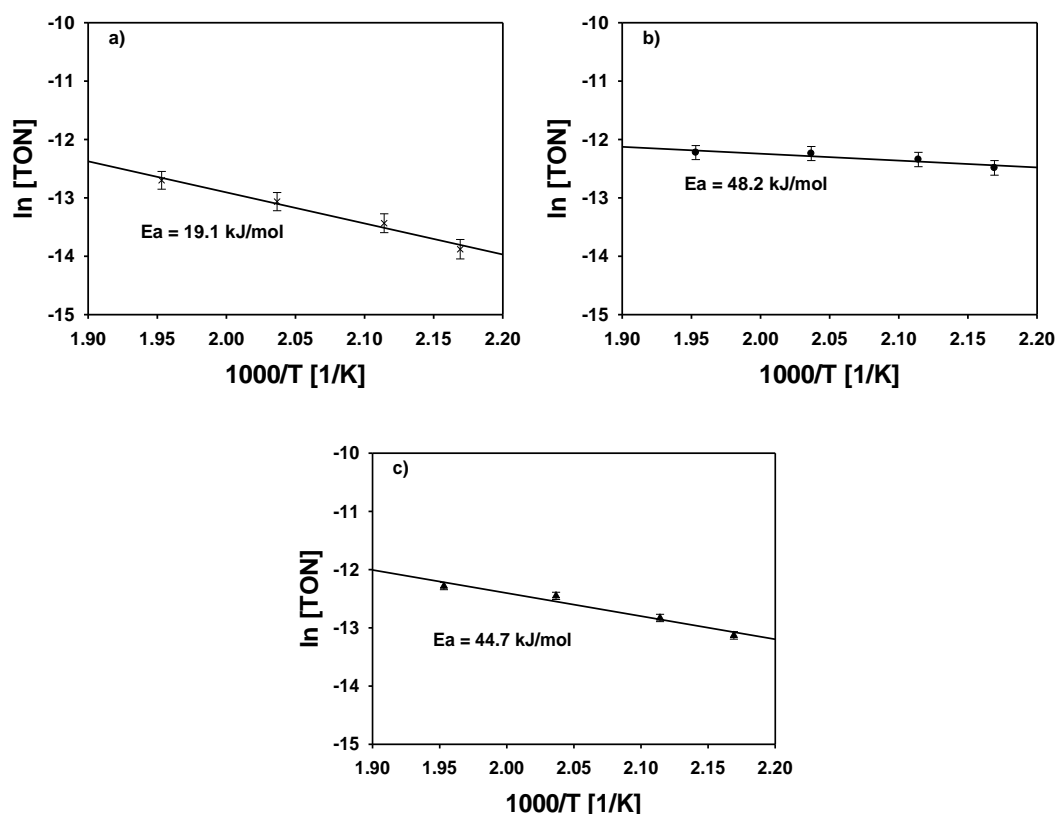 a)
-10
-11
-12
-13
-14
-15
ln [TON]
Ea = 19.1 kJ/mol
1.90 1.95 2.00 2.05 2.10 2.15 2.20
1000/T [1/K]
b)
-10
-11
-12
-13
-14
-15
ln [TON]
Ea = 48.2 kJ/mol
1.90 1.95 2.00 2.05 2.10 2.15 2.20
1000/T [1/K]
c)
-10
-11
-12
-13
-14
-15
ln [TON]
Ea = 44.7 kJ/mol
1.90 1.95 2.00 2.05 2.10 2.15 2.20
1000/T [1/K]